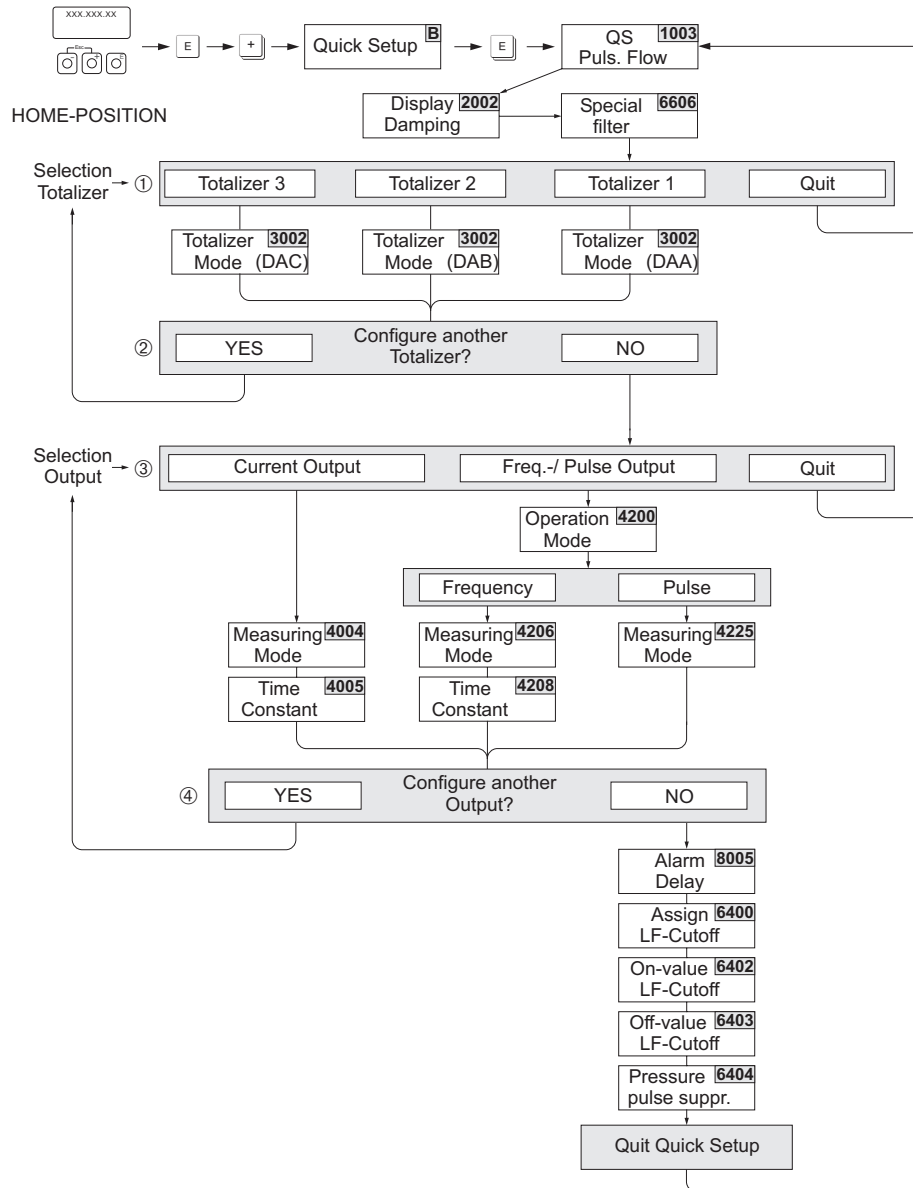 XXX.XXX.XX
Esc
- + E
E
+
Quick Setup B
E
QS 1003
Puls. Flow
HOME-POSITION
Display 2002
Damping
Special 6606
filter
Selection
Totalizer
① Totalizer 3 Totalizer 2 Totalizer 1 Quit
Totalizer 3002
Mode (DAC)
Totalizer 3002
Mode (DAB)
Totalizer 3002
Mode (DAA)
② YES
Configure another
Totalizer?
NO
Selection
Output
③ Current Output Freq.-/ Pulse Output Quit
Operation 4200
Mode
Frequency Pulse
Measuring 4004
Mode
Measuring 4206
Mode
Measuring 4225
Mode
Time 4005
Constant
Time 4208
Constant
④ YES
Configure another
Output?
NO
Alarm 8005
Delay
Assign 6400
LF-Cutoff
On-value 6402
LF-Cutoff
Off-value 6403
LF-Cutoff
Pressure 6404
pulse suppr.
Quit Quick Setup